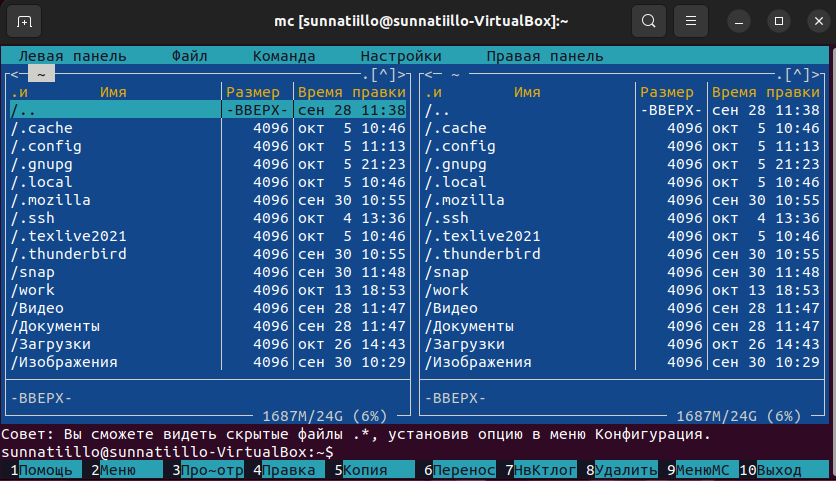 mc [sunnatiillo@sunnatiillo-VirtualBox]:~
Левая панель Файл Команда Настройки Правая панель
<- ~ .[^]> <- ~ .[^]>
.и Имя Размер Время правки .и Имя Размер Время правки
/.. -ВВЕРХ- сен 28 11:38 /.. -ВВЕРХ- сен 28 11:38
/.cache 4096 окт 5 10:46 /.cache 4096 окт 5 10:46
/.config 4096 окт 5 11:13 /.config 4096 окт 5 11:13
/.gnupg 4096 окт 5 21:23 /.gnupg 4096 окт 5 21:23
/.local 4096 окт 5 10:46 /.local 4096 окт 5 10:46
/.mozilla 4096 сен 30 10:55 /.mozilla 4096 сен 30 10:55
/.ssh 4096 окт 4 13:36 /.ssh 4096 окт 4 13:36
/.texlive2021 4096 окт 5 10:46 /.texlive2021 4096 окт 5 10:46
/.thunderbird 4096 сен 30 10:55 /.thunderbird 4096 сен 30 10:55
/snap 4096 сен 30 11:48 /snap 4096 сен 30 11:48
/work 4096 окт 13 18:53 /work 4096 окт 13 18:53
/Видео 4096 сен 28 11:47 /Видео 4096 сен 28 11:47
/Документы 4096 сен 28 11:47 /Документы 4096 сен 28 11:47
/Загрузки 4096 окт 26 14:43 /Загрузки 4096 окт 26 14:43
/Изображения 4096 сен 30 10:29 /Изображения 4096 сен 30 10:29
-ВВЕРХ- -ВВЕРХ-
1687M/24G (6%) 1687M/24G (6%)
Совет: Вы сможете видеть скрытые файлы .*, установив опцию в меню Конфигурация.
sunnatiillo@sunnatiillo-VirtualBox:~$
1Помощь 2Меню 3Про~отр 4Правка 5Копия 6Перенос 7НвКтлог 8Удалить 9МенюMC 10Выход